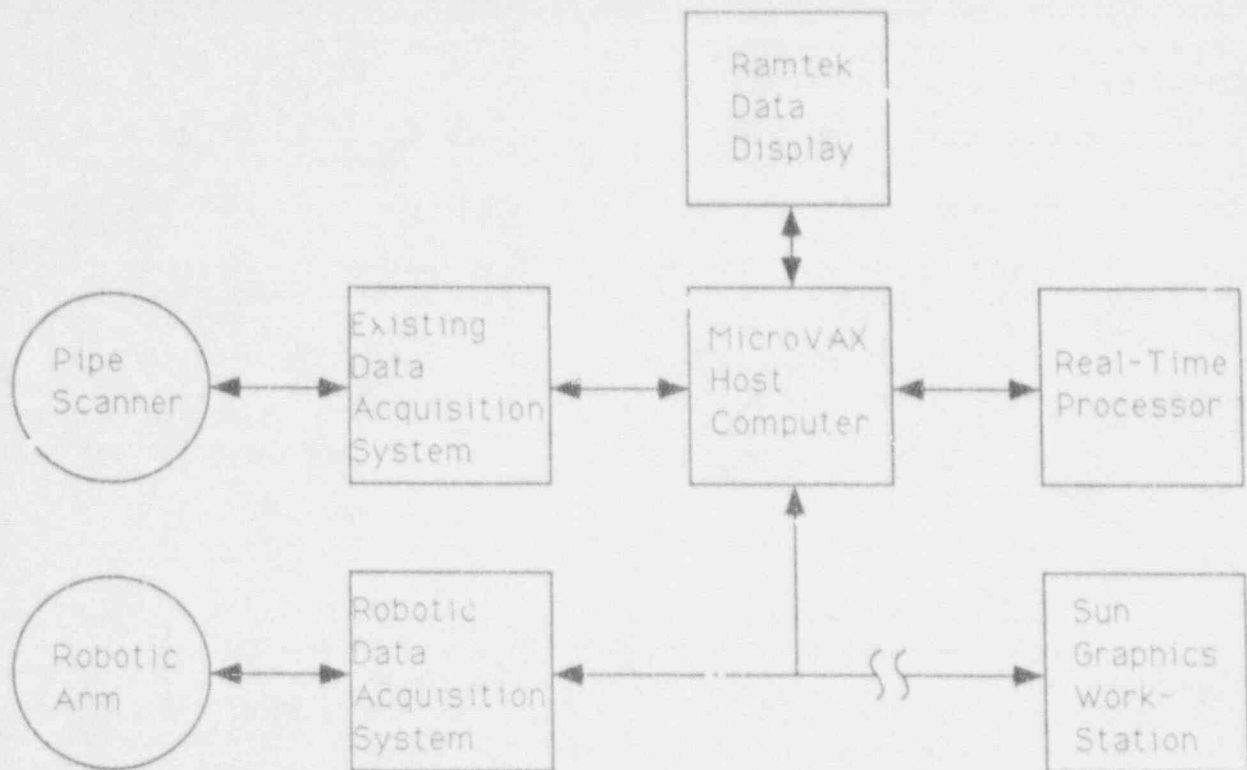 Ramtek
Data
Display
Pipe
Scanner
Existing
Data
Acquisition
System
MicroVAX
Host
Computer
Real-Time
Processor
Robotic
Arm
Robotic
Data
Acquisition
System
Sun
Graphics
Work-
Station